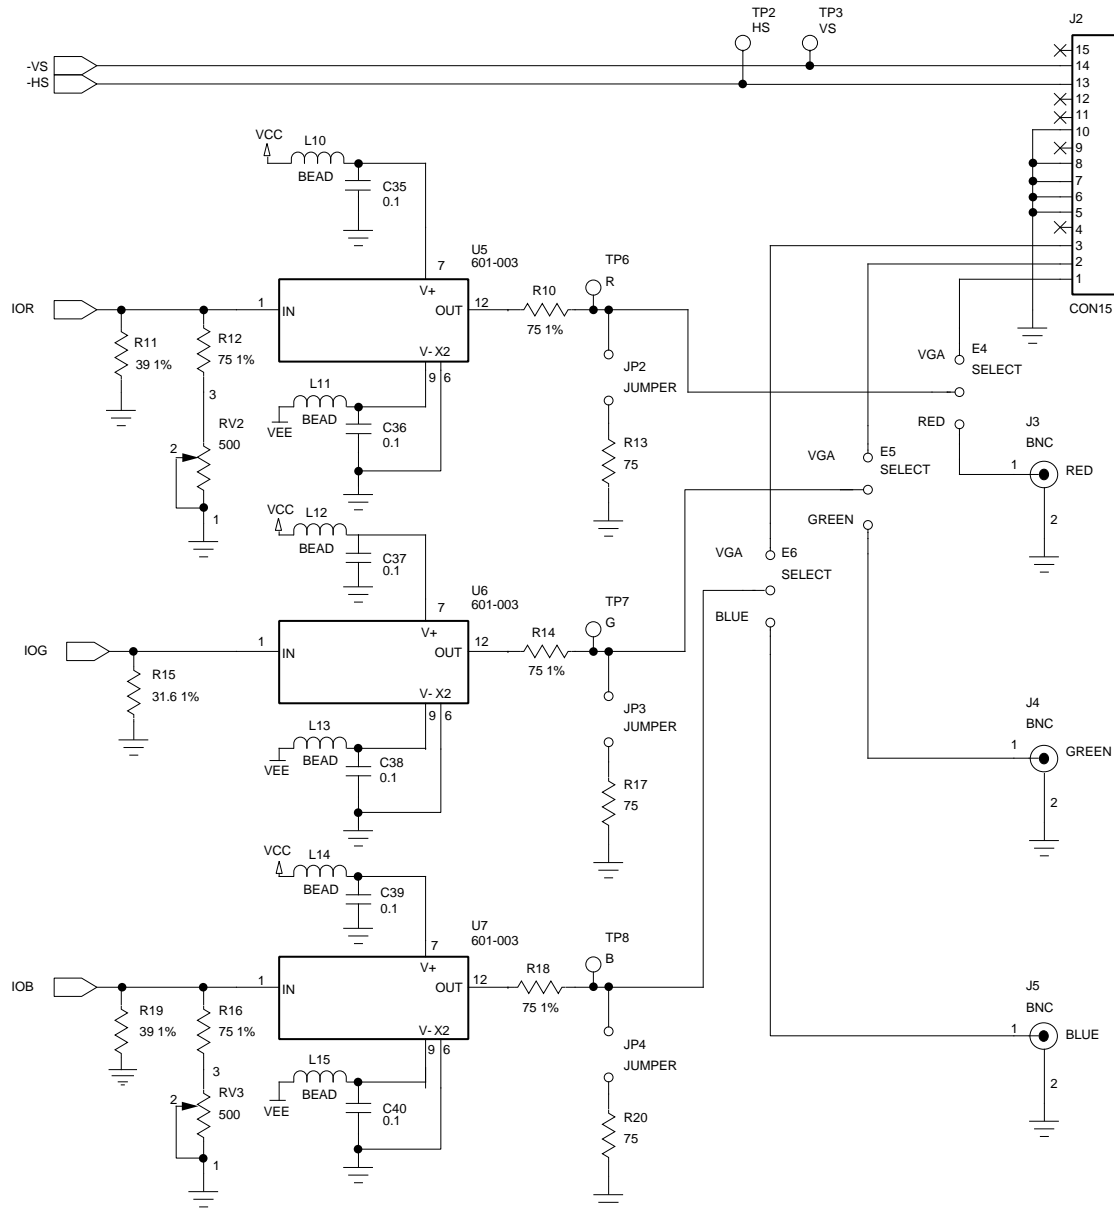 TP2
HS
TP3
VS
J2
-VS
-HS
15
14
13
12
11
10
9
8
7
6
5
4
3
2
1
CON15
VCC
L10
BEAD
C35
0.1
U5
601-003
7
V+
IOR
1
IN
OUT
12
R10
75 1%
TP6
R
R11
39 1%
R12
75 1%
V- X2
9
6
3
RV2
500
2
1
L11
BEAD
VEE
C36
0.1
JP2
JUMPER
R13
75
VGA
E4
SELECT
RED
J3
BNC
1
RED
2
VGA
E5
SELECT
GREEN
VGA
E6
SELECT
BLUE
VCC
L12
BEAD
C37
0.1
U6
601-003
7
V+
IOG
1
IN
OUT
12
R14
75 1%
TP7
G
R15
31.6 1%
V- X2
9
6
L13
BEAD
VEE
C38
0.1
JP3
JUMPER
R17
75
J4
BNC
1
GREEN
2
VCC
L14
BEAD
C39
0.1
U7
601-003
7
V+
IOB
1
IN
OUT
12
R18
75 1%
TP8
B
R19
39 1%
R16
75 1%
V- X2
9
6
3
RV3
500
2
1
L15
BEAD
VEE
C40
0.1
JP4
JUMPER
R20
75
J5
BNC
1
BLUE
2